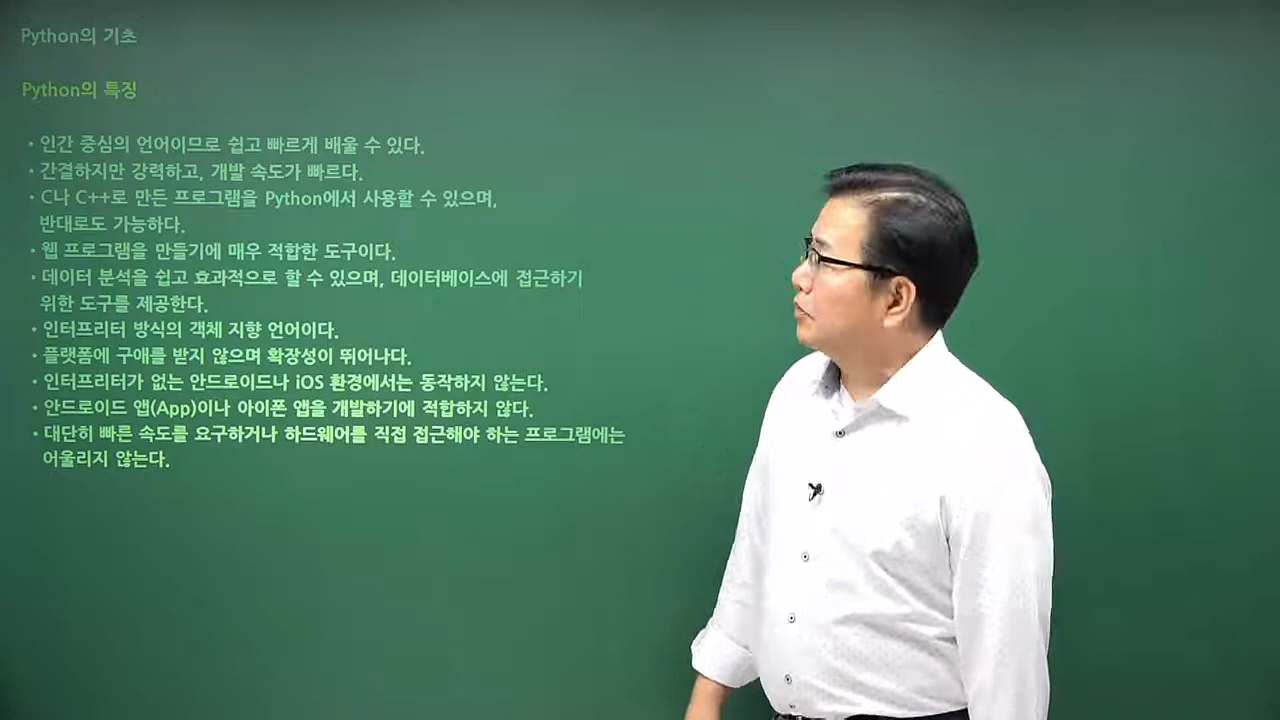 Python의 기초
Python의 특징
• 인간 중심의 언어이므로 쉽고 빠르게 배울 수 있다.
• 간결하지만 강력하고, 개발 속도가 빠르다.
• C나 C++로 만든 프로그램을 Python에서 사용할 수 있으며,
반대로도 가능하다.
• 웹 프로그램을 만들기에 매우 적합한 도구이다.
• 데이터 분석을 쉽고 효과적으로 할 수 있으며, 데이터베이스에 접근하기
위한 도구를 제공한다.
• 인터프리터 방식의 객체 지향 언어이다.
• 플랫폼에 구애를 받지 않으며 확장성이 뛰어나다.
• 인터프리터가 없는 안드로이드나 iOS 환경에서는 동작하지 않는다.
• 안드로이드 앱(App)이나 아이폰 앱을 개발하기에 적합하지 않다.
• 대단히 빠른 속도를 요구하거나 하드웨어를 직접 접근해야 하는 프로그램에는
어울리지 않는다.